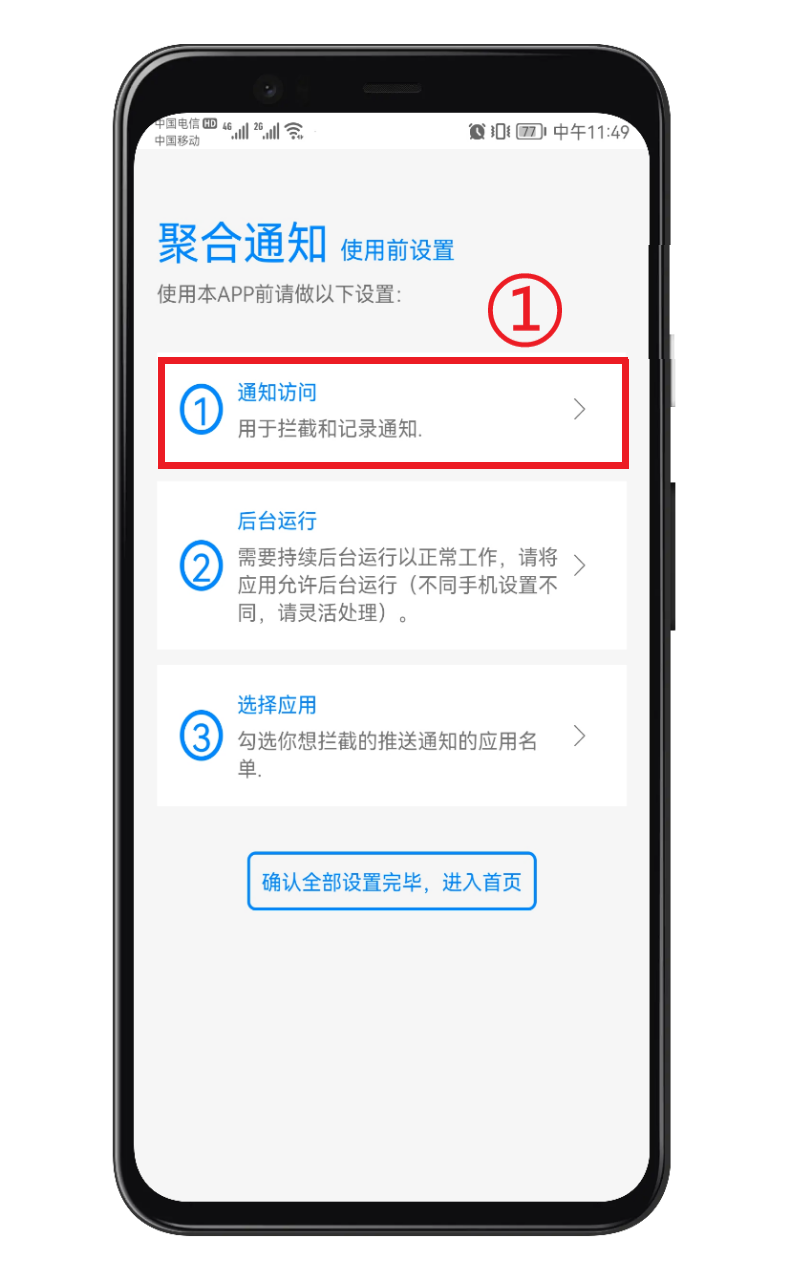 中国电信 HD 4G 2G
中国移动
77 中午11:49
聚合通知 使用前设置
使用本APP前请做以下设置:
①
① 通知访问
用于拦截和记录通知.
② 后台运行
需要持续后台运行以正常工作，请将
应用允许后台运行（不同手机设置不
同，请灵活处理）。
③ 选择应用
勾选你想拦截的推送通知的应用名
单.
确认全部设置完毕，进入首页